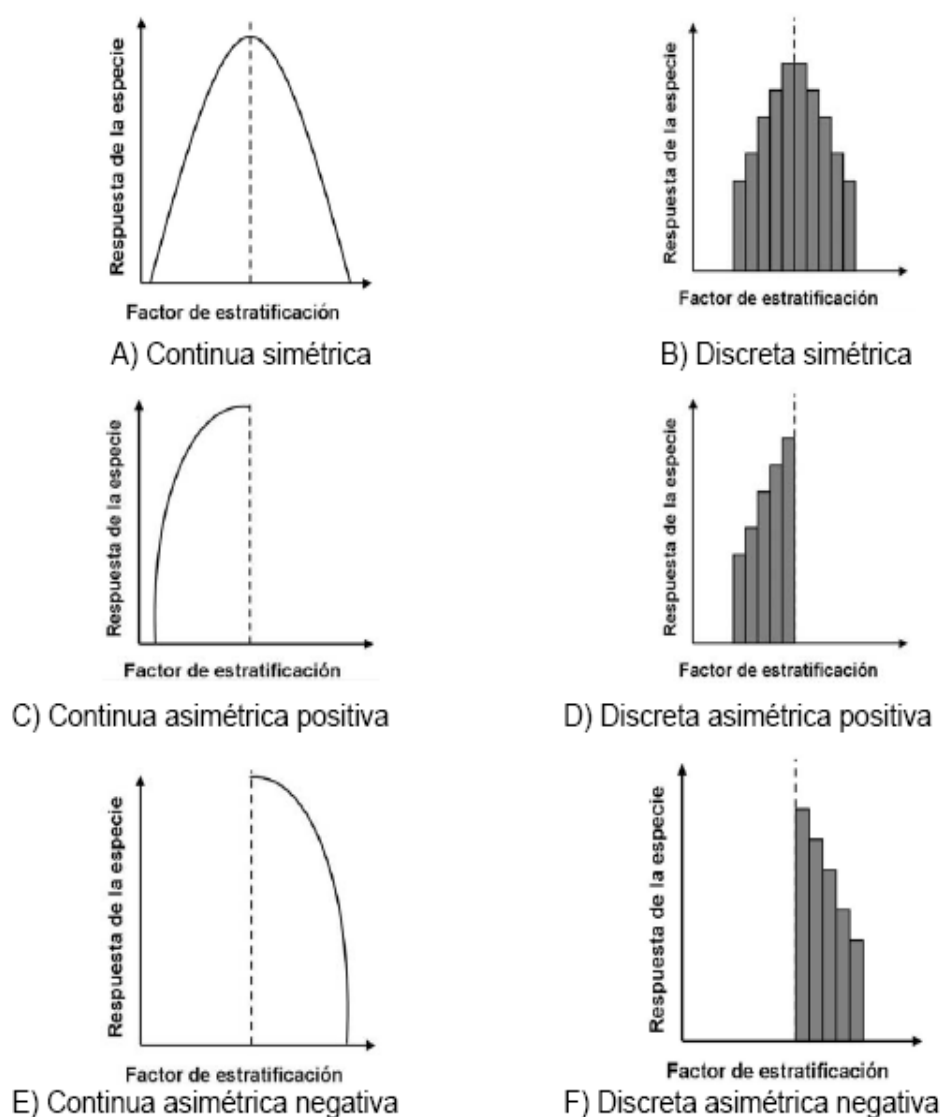 Respuesta de la especie
Factor de estratificación
A) Continua simétrica
Respuesta de la especie
Factor de estratificación
B) Discreta simétrica
Respuesta de la especie
Factor de estratificación
C) Continua asimétrica positiva
Respuesta de la especie
Factor de estratificación
D) Discreta asimétrica positiva
Respuesta de la especie
Factor de estratificación
E) Continua asimétrica negativa
Respuesta de la especie
Factor de estratificación
F) Discreta asimétrica negativa